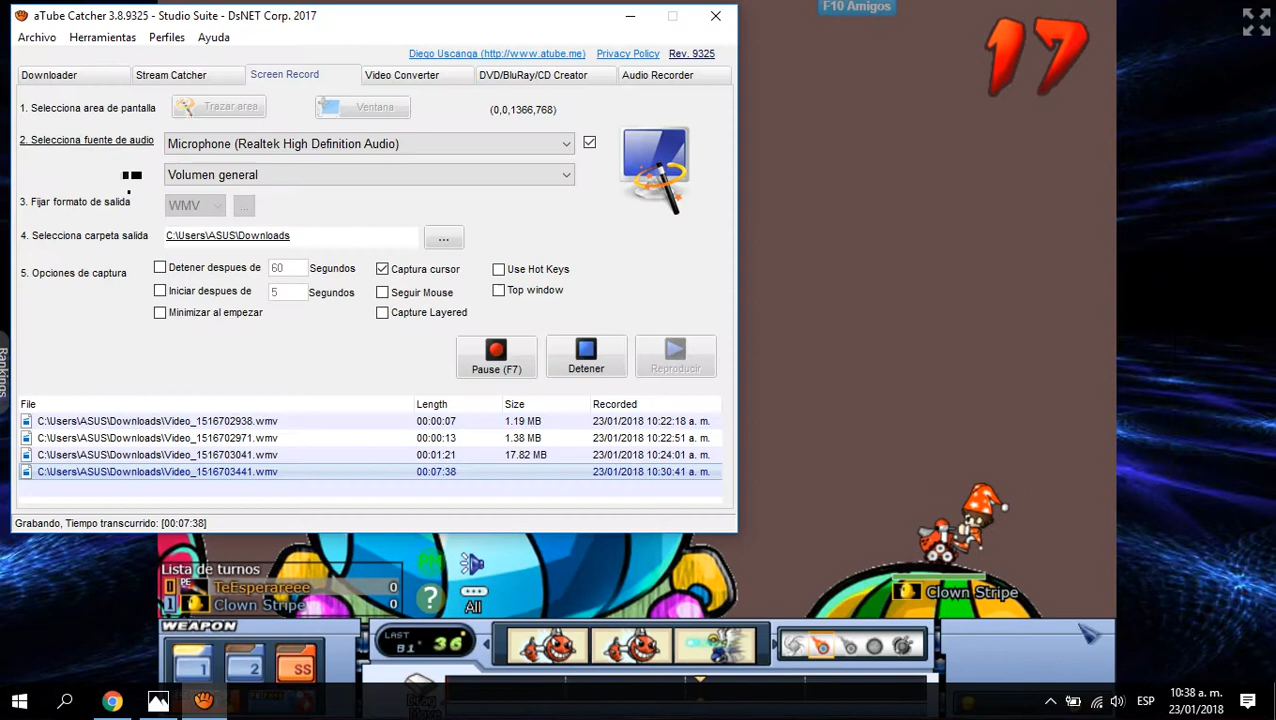 F10 Amigos
aTube Catcher 3.8.9325 - Studio Suite - DsNET Corp. 2017
17
Archivo Herramientas Perfiles Ayuda
Diego Uscanga (http://www.atube.me) Privacy Policy Rev. 9325
Downloader Stream Catcher Screen Record Video Converter DVD/BluRay/CD Creator Audio Recorder
1. Selecciona area de pantalla Trazar area Ventana (0,0,1366,768)
2. Selecciona fuente de audio Microphone (Realtek High Definition Audio)
Volumen general
3. Fijar formato de salida WMV ...
4. Selecciona carpeta salida C:\Users\ASUS\Downloads ...
5. Opciones de captura Detener despues de 60 Segundos Captura cursor Use Hot Keys
Iniciar despues de 5 Segundos Seguir Mouse Top window
Minimizar al empezar Capture Layered
Rankings
Pause (F7) Detener Reproducir
File Length Size Recorded
C:\Users\ASUS\Downloads\Video_1516702938.wmv 00:00:07 1.19 MB 23/01/2018 10:22:18 a. m.
C:\Users\ASUS\Downloads\Video_1516702971.wmv 00:00:13 1.38 MB 23/01/2018 10:22:51 a. m.
C:\Users\ASUS\Downloads\Video_1516703041.wmv 00:01:21 17.82 MB 23/01/2018 10:24:01 a. m.
C:\Users\ASUS\Downloads\Video_1516703441.wmv 00:07:38 23/01/2018 10:30:41 a. m.
Grabando, Tiempo transcurrido: [00:07:38]
Lista de turnos
TeEsperareee 0
1 Clown Stripe 0
? All
Clown Stripe
WEAPON
LAST 81° 36
1 2 SS
ESP 10:38 a. m.
23/01/2018